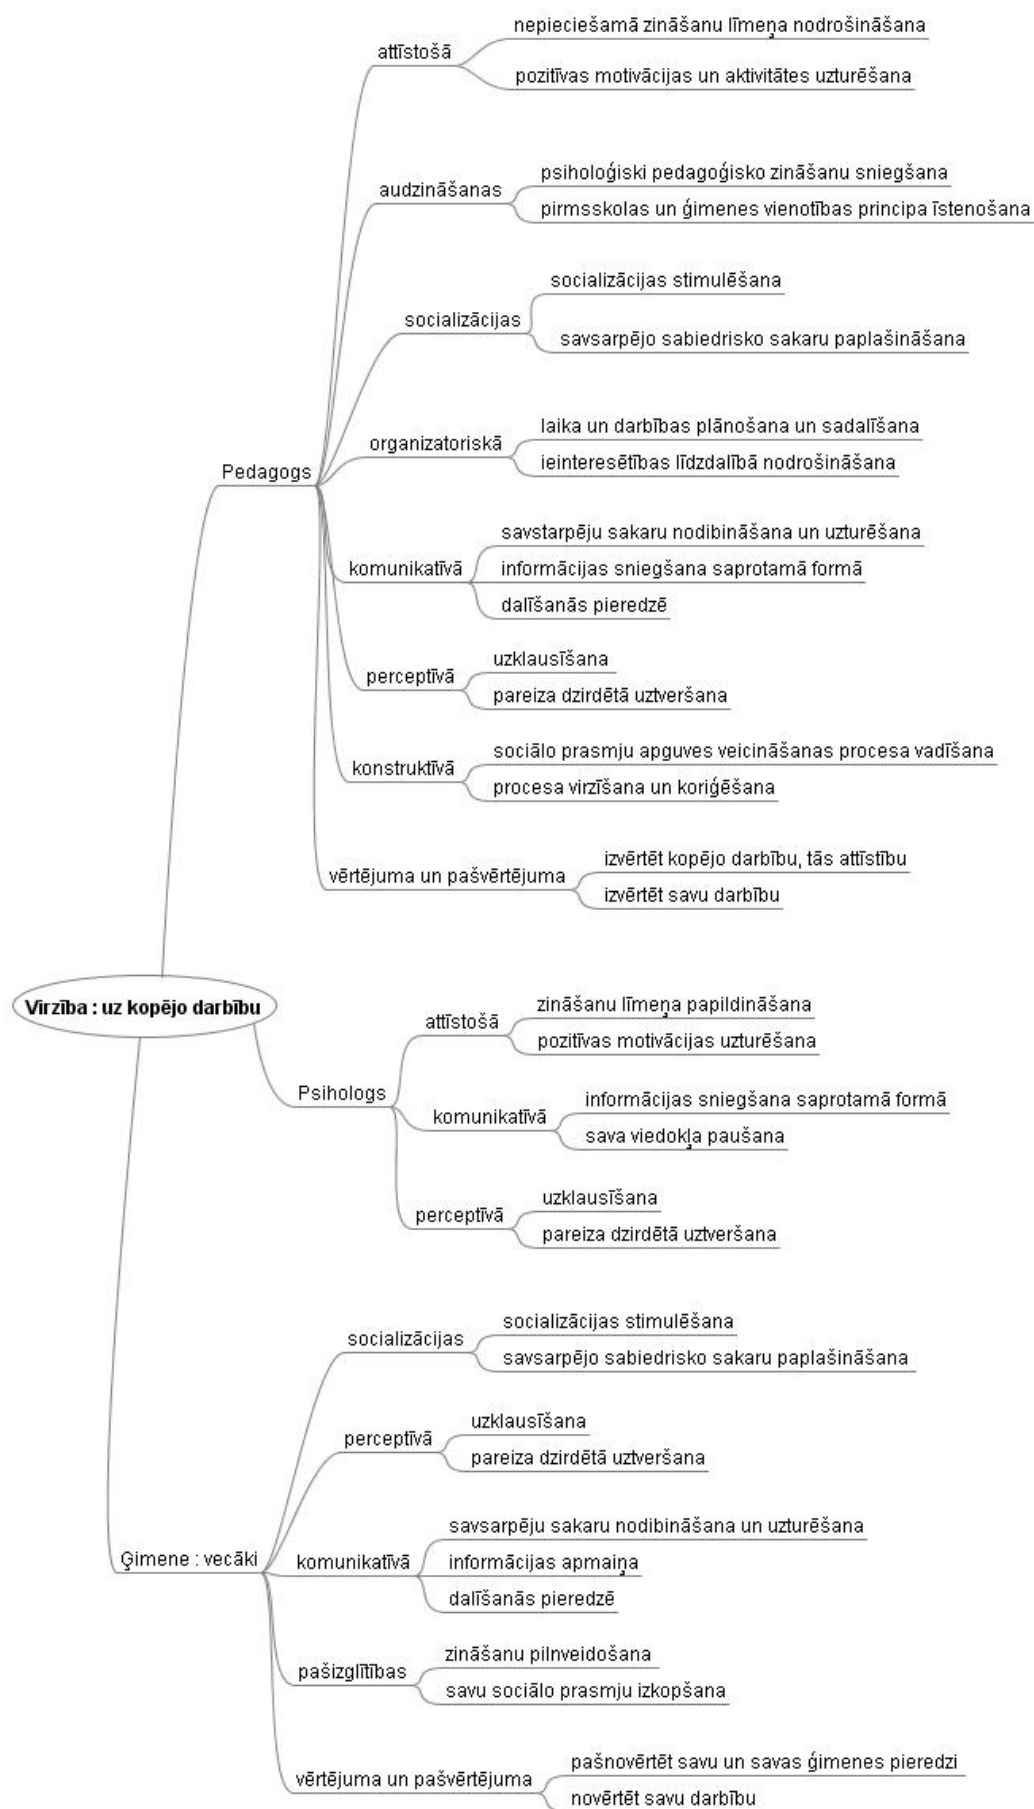 nepieciešamā zināšanu līmeņa nodrošināšana
attīstošā
pozitīvas motivācijas un aktivitātes uzturēšana
psiholoģiski pedagoģisko zināšanu sniegšana
audzināšanas
pirmsskolas un ģimenes vienotības principa īstenošana
socializācijas stimulēšana
socializācijas
savsarpējo sabiedrisko sakaru paplašināšana
laika un darbības plānošana un sadalīšana
organizatoriskā
ieinteresētības līdzdalībā nodrošināšana
Pedagogs
savstarpēju sakaru nodibināšana un uzturēšana
komunikatīvā
informācijas sniegšana saprotamā formā
dalīšanās pieredzē
uzklausīšana
perceptīvā
pareiza dzirdētā uztveršana
sociālo prasmju apguves veicināšanas procesa vadīšana
konstruktīvā
procesa virzīšana un koriģēšana
izvērtēt kopējo darbību, tās attīstību
vērtējuma un pašvērtējuma
izvērtēt savu darbību
Virzība : uz kopējo darbību
zināšanu līmeņa papildināšana
attīstošā
pozitīvas motivācijas uzturēšana
Psihologs
informācijas sniegšana saprotamā formā
komunikatīvā
sava viedokļa paušana
uzklausīšana
perceptīvā
pareiza dzirdētā uztveršana
socializācijas stimulēšana
socializācijas
savsarpējo sabiedrisko sakaru paplašināšana
uzklausīšana
perceptīvā
pareiza dzirdētā uztveršana
savsarpēju sakaru nodibināšana un uzturēšana
Ģimene : vecāki
komunikatīvā
informācijas apmaiņa
dalīšanās pieredzē
zināšanu pilnveidošana
pašizglītības
savu sociālo prasmju izkopšana
pašnovērtēt savu un savas ģimenes pieredzi
vērtējuma un pašvērtējuma
novērtēt savu darbību